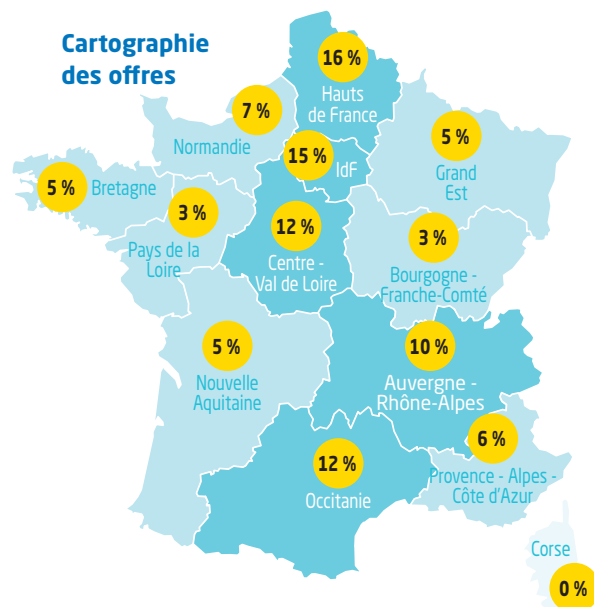 Cartographie
des offres
16 %
Hauts
de France
7 %
Normandie
15 %
IdF
5 %
Grand
Est
5 %
Bretagne
3 %
Pays de la
Loire
12 %
Centre -
Val de Loire
3 %
Bourgogne -
Franche-Comté
5 %
Nouvelle
Aquitaine
10 %
Auvergne -
Rhône-Alpes
12 %
Occitanie
6 %
Provence - Alpes -
Côte d'Azur
Corse
0 %